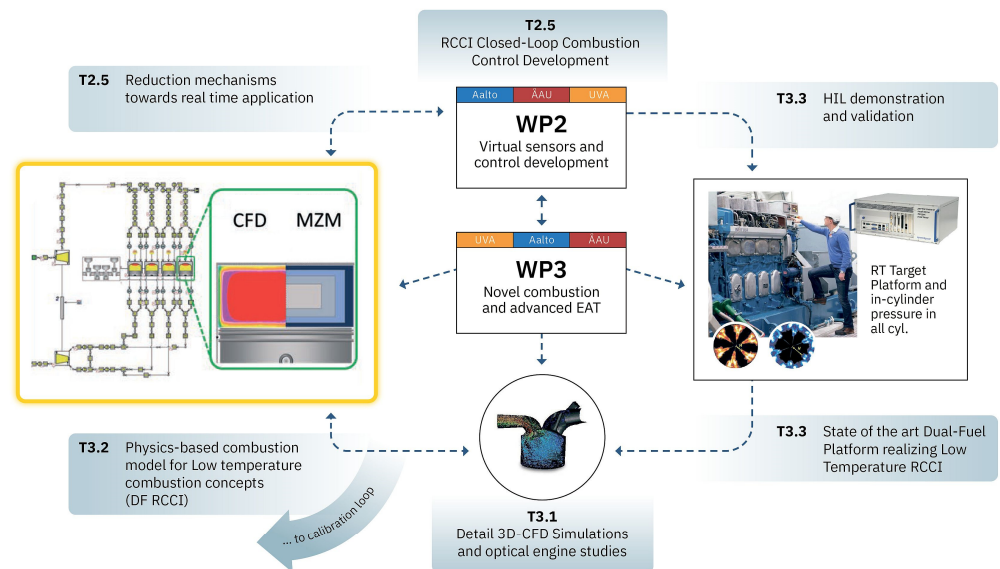 T2.5
RCCI Closed-Loop Combustion
Control Development
T2.5 Reduction mechanisms
towards real time application
Aalto ÅAU UVA
WP2
Virtual sensors and
control development
T3.3 HIL demonstration
and validation
CFD MZM
UVA Aalto ÅAU
WP3
Novel combustion
and advanced EAT
RT Target
Platform and
in-cylinder
pressure in
all cyl.
T3.2 Physics-based combustion
model for Low temperature
combustion concepts
(DF RCCI)
... to calibration loop
T3.1
Detail 3D-CFD Simulations
and optical engine studies
T3.3 State of the art Dual-Fuel
Platform realizing Low
Temperature RCCI